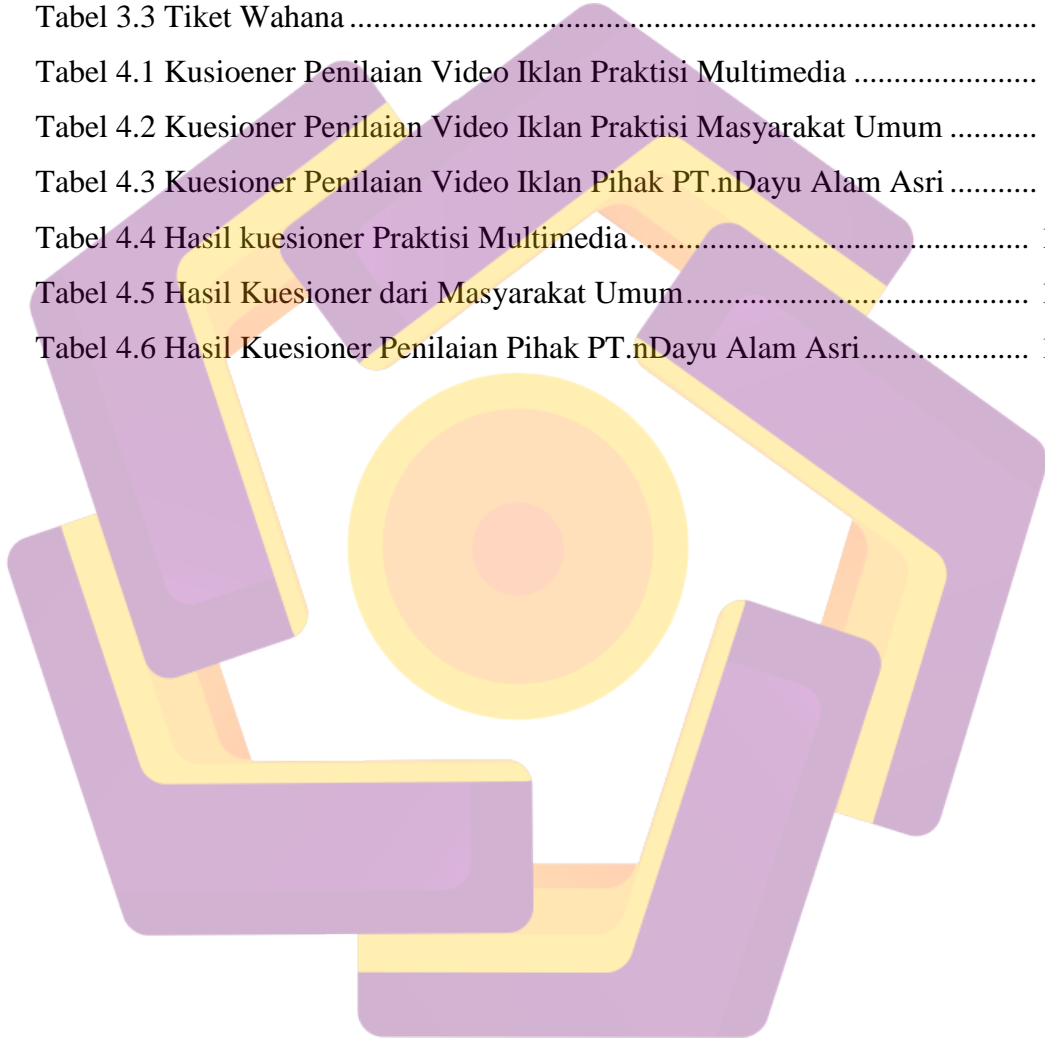 Tabel 3.3 Tiket Wahana ..................................................................................
Tabel 4.1 Kusioener Penilaian Video Iklan Praktisi Multimedia ......................
Tabel 4.2 Kuesioner Penilaian Video Iklan Praktisi Masyarakat Umum ..........
Tabel 4.3 Kuesioner Penilaian Video Iklan Pihak PT.nDayu Alam Asri ..........
Tabel 4.4 Hasil kuesioner Praktisi Multimedia................................................
Tabel 4.5 Hasil Kuesioner dari Masyarakat Umum.........................................
Tabel 4.6 Hasil Kuesioner Penilaian Pihak PT.nDayu Alam Asri....................